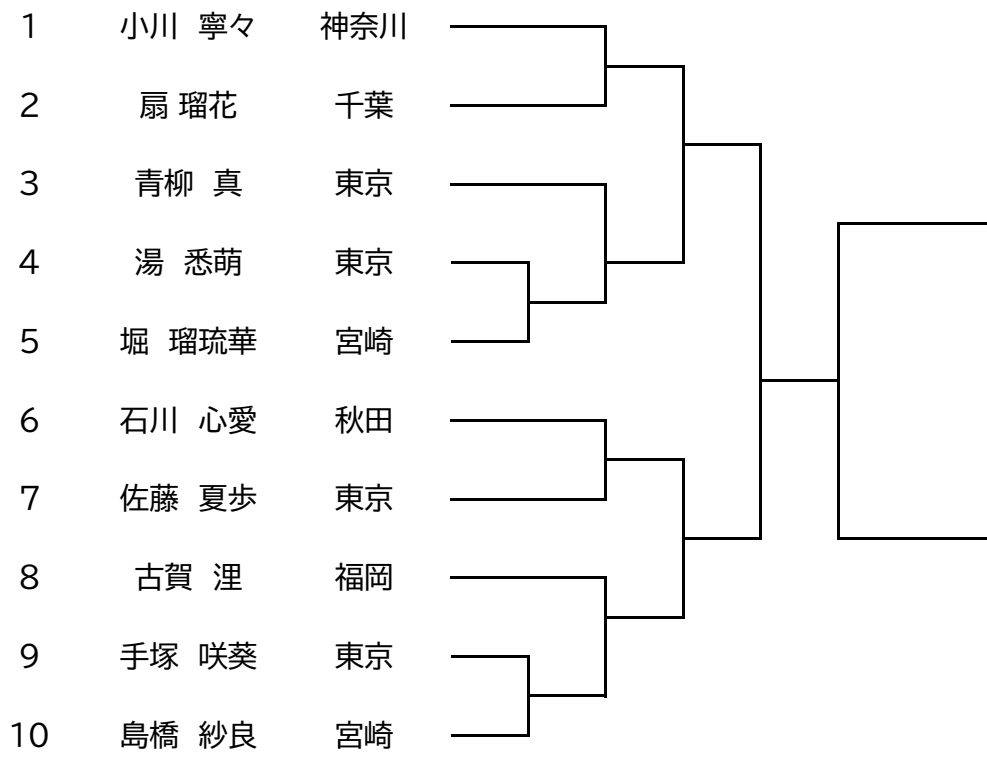 1 小川 寧々 神奈川
2 扇 瑠花 千葉
3 青柳 真 東京
4 湯 悉萌 東京
5 堀 瑠琉華 宮崎
6 石川 心愛 秋田
7 佐藤 夏歩 東京
8 古賀 浬 福岡
9 手塚 咲葵 東京
10 島橋 紗良 宮崎